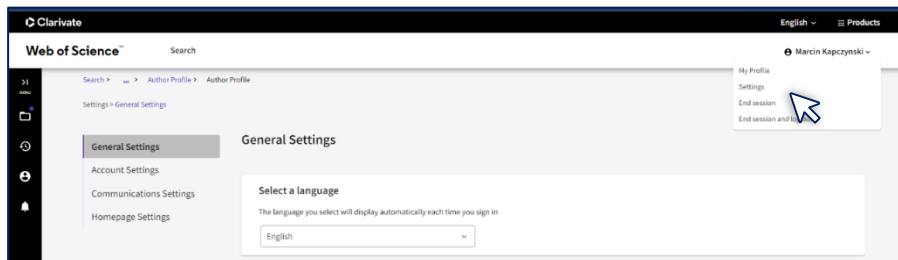 Clarivate
English
Products
Web of Science™
Search
Marcin Kapczynski
MENU
Search > ... > Author Profile > Author Profile
My Profile
Settings
End session
End session and
Settings > General Settings
General Settings
Account Settings
Communications Settings
Homepage Settings
General Settings
Select a language
The language you select will display automatically each time you sign in
English